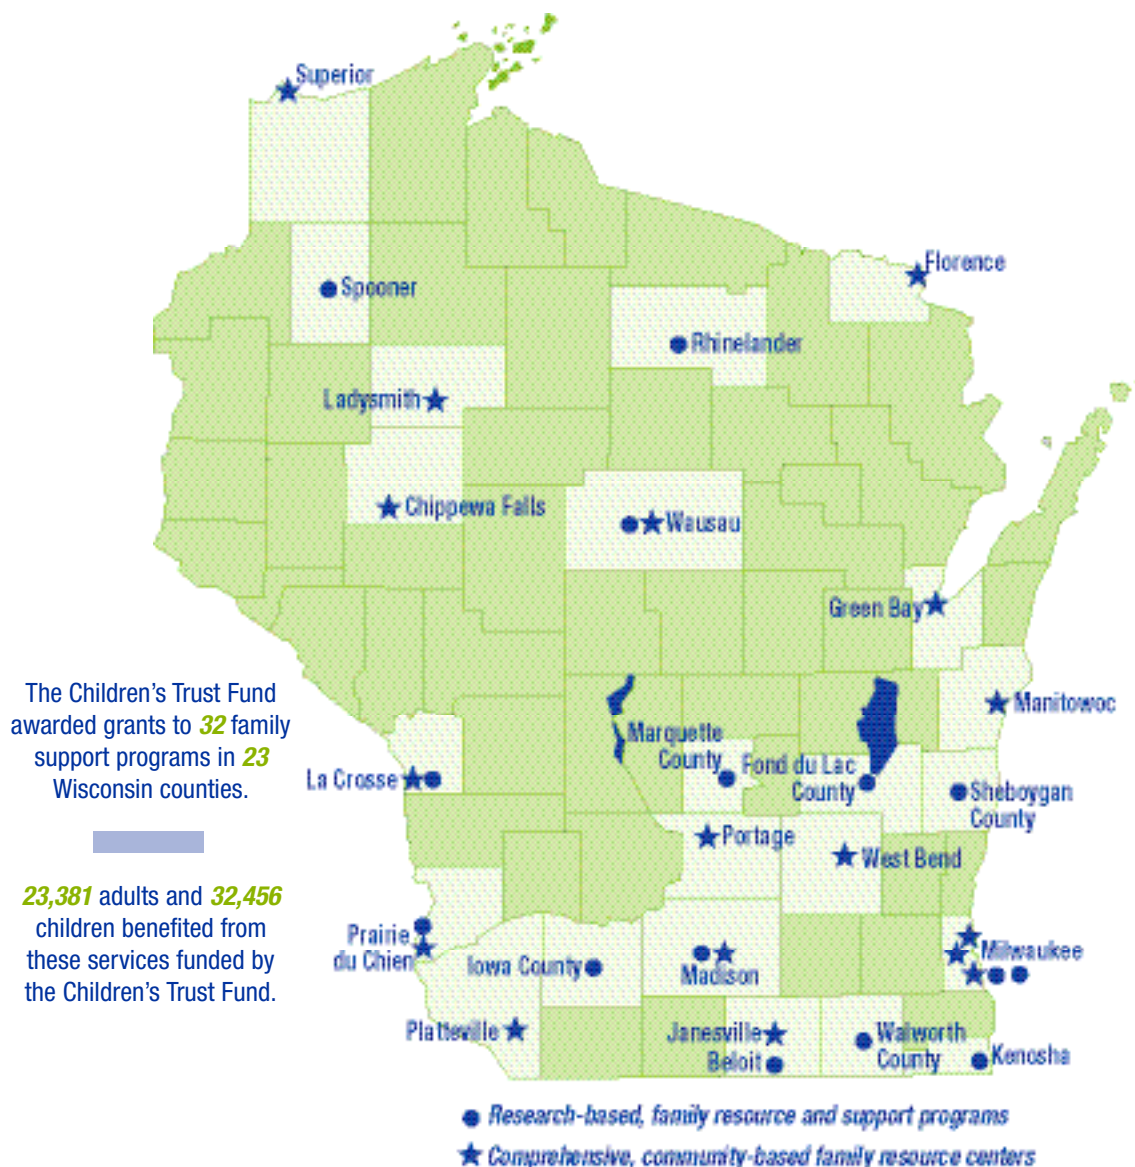 Superior
Florence
Spooner
Rhinelander
Ladysmith
Chippewa Falls
Wausau
Green Bay
The Children’s Trust Fund
awarded grants to 32 family
support programs in 23
Wisconsin counties.
Manitowoc
Marquette
County
Fond du Lac
County
La Crosse
Sheboygan
County
Portage
West Bend
23,381 adults and 32,456
children benefited from
these services funded by
the Children’s Trust Fund.
Prairie
du Chien
Iowa County
Madison
Milwaukee
Platteville
Janesville
Beloit
Walworth
County
Kenosha
Research-based, family resource and support programs
Comprehensive, community-based family resource centers